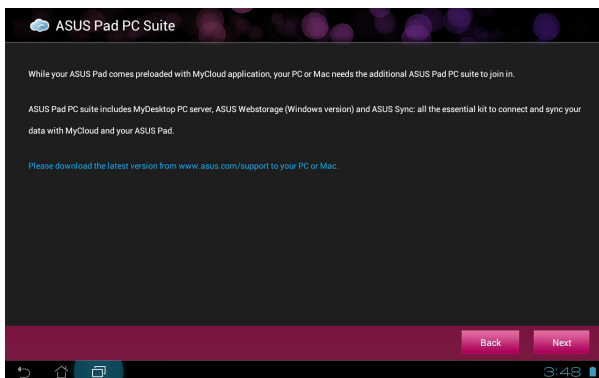 ASUS Pad PC Suite
While your ASUS Pad comes preloaded with MyCloud application, your PC or Mac needs the additional ASUS Pad PC suite to join in.
ASUS Pad PC suite includes MyDesktop PC server, ASUS Webstorage (Windows version) and ASUS Sync: all the essential kit to connect and sync your
data with MyCloud and your ASUS Pad.
Please download the latest version from www.asus.com/support to your PC or Mac.
Back Next
3:48